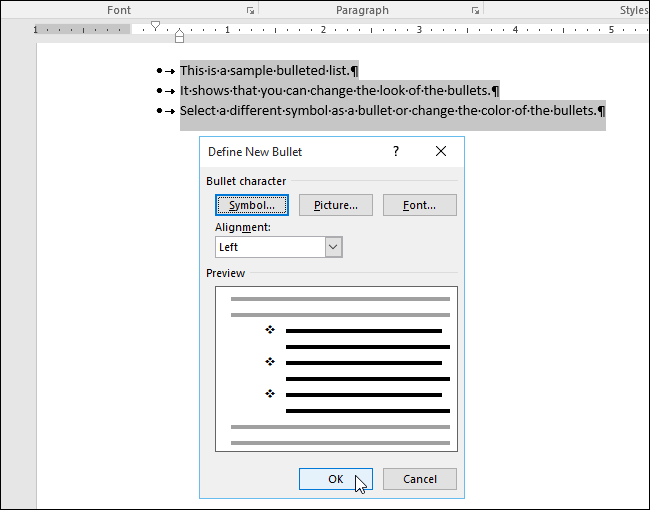 Font Paragraph Styles
1 1 2 3 4 5
This·is·a·sample·bulleted·list.¶
It·shows·that·you·can·change·the·look·of·the·bullets.¶
Select·a·different·symbol·as·a·bullet·or·change·the·color·of·the·bullets.¶
Define New Bullet ?
Bullet character
Symbol... Picture... Font...
Alignment:
Left
Preview
OK Cancel